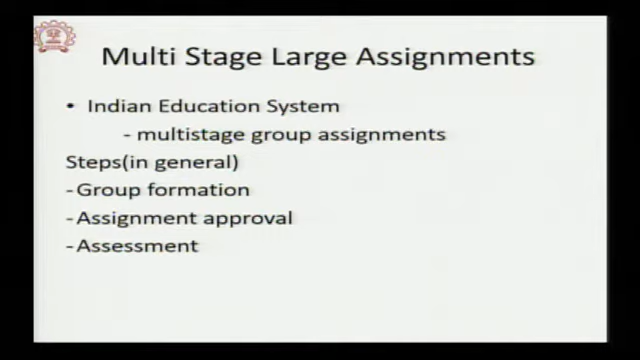 Multi Stage Large Assignments
• Indian Education System
- multistage group assignments
Steps(in general)
-Group formation
-Assignment approval
-Assessment